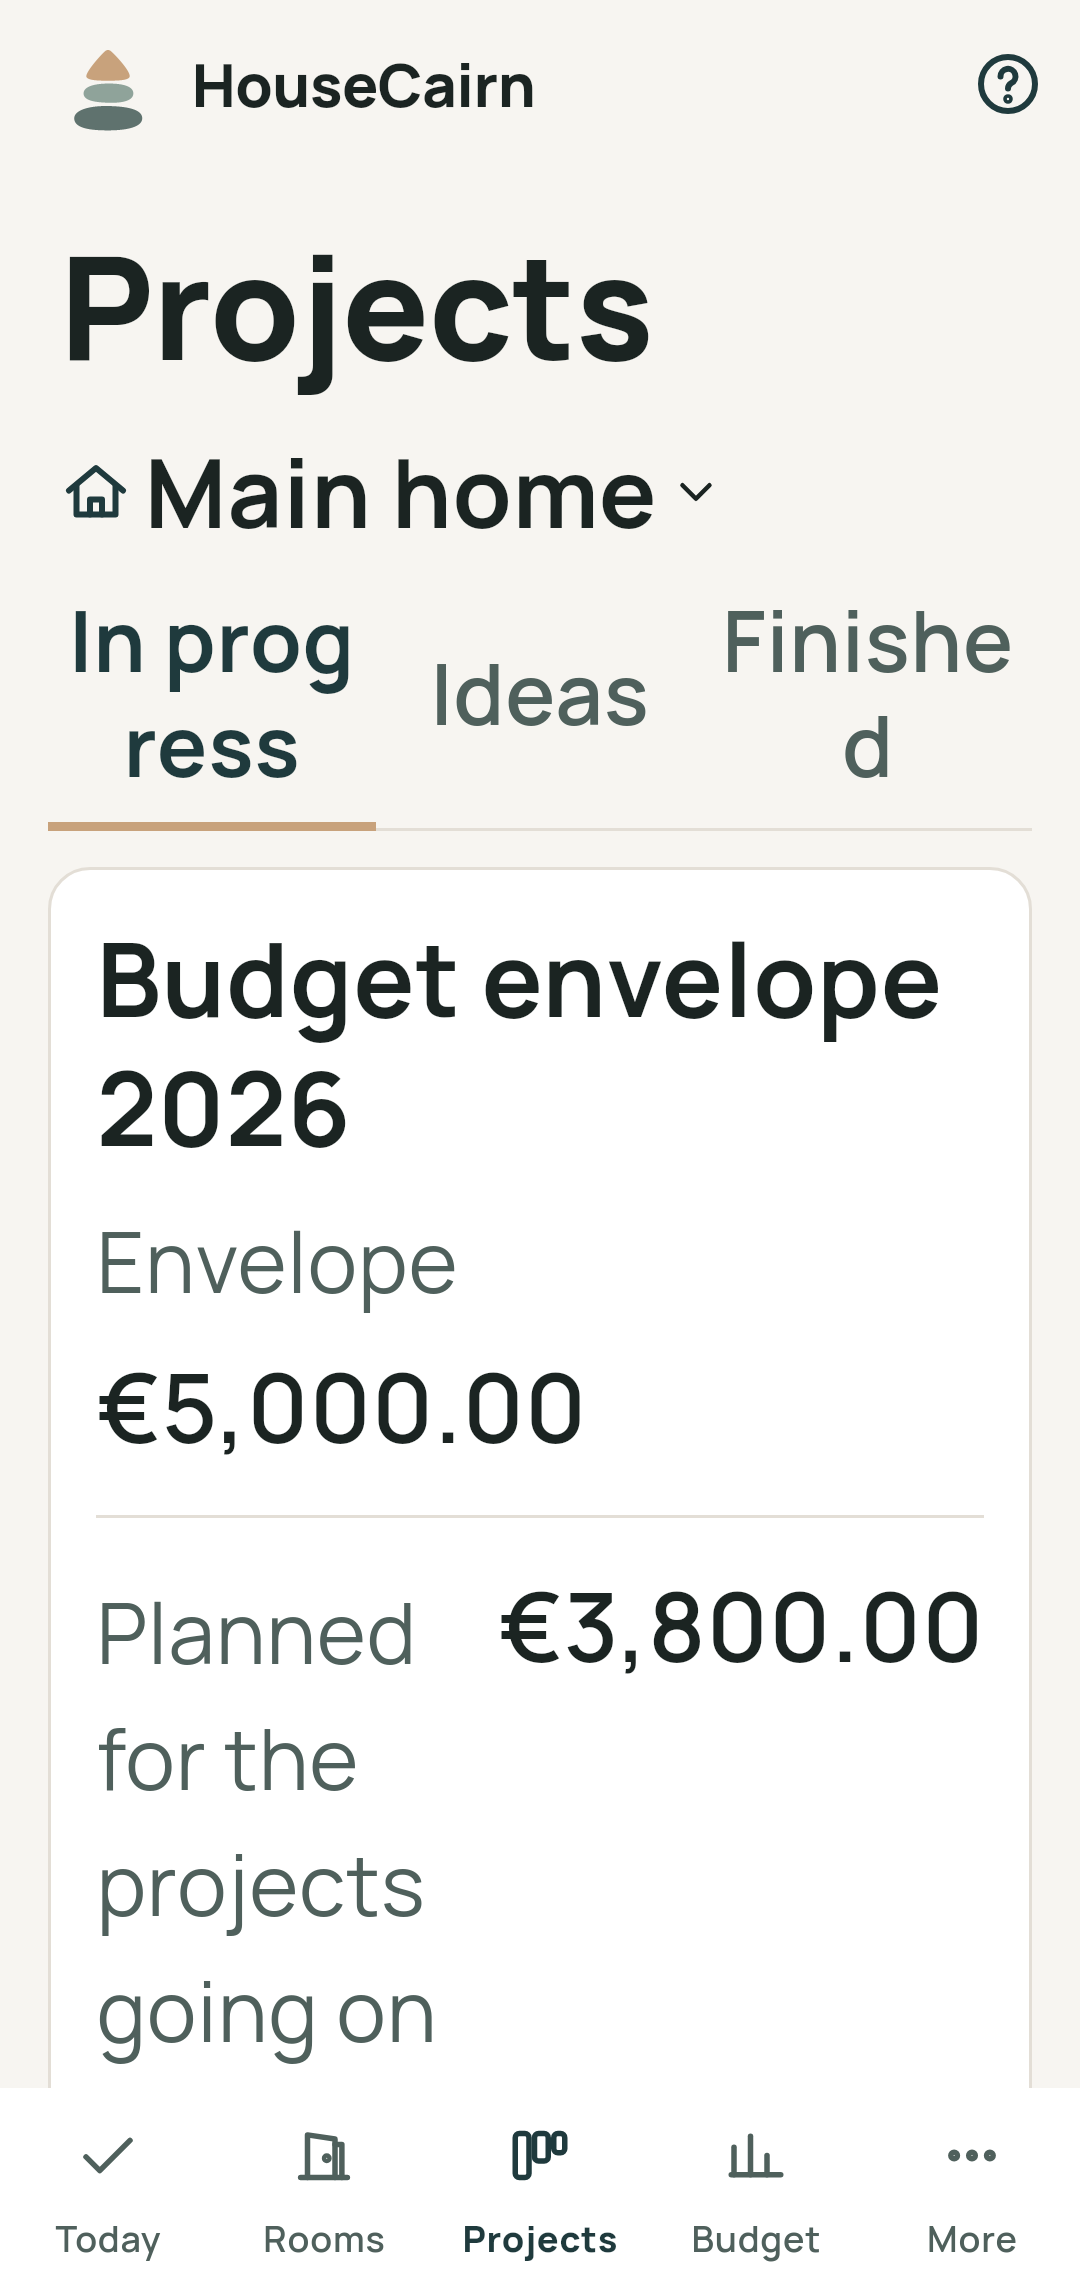 HouseCairn
Projects
Main home
In prog
ress
Ideas
Finishe
d
Budget envelope
2026
Envelope
€5,000.00
Planned €3,800.00
for the
projects
going on
Today Rooms Projects Budget More